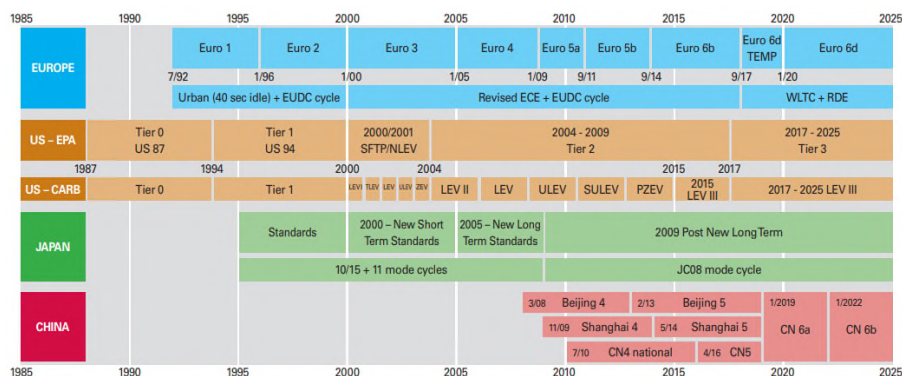 1985 1990 1995 2000 2005 2010 2015 2020 2025
EUROPE
Euro 1 Euro 2 Euro 3 Euro 4 Euro 5a Euro 5b Euro 6b Euro 6d
TEMP Euro 6d
7/92 1/96 1/00 1/05 1/09 9/11 9/14 9/17 1/20
Urban (40 sec idle) + EUDC cycle Revised ECE + EUDC cycle WLTC + RDE
US – EPA
Tier 0 Tier 1 2000/2001 2004 - 2009 2017 - 2025
US 87 US 94 SFTP/NLEV Tier 2 Tier 3
1987 1994 2000 2004 2015 2017
US – CARB Tier 0 Tier 1 LEVI TLEV LEV ULEV ZEV LEV II LEV ULEV SULEV PZEV 2015
LEV III 2017 - 2025 LEV III
JAPAN
Standards 2000 – New Short
Term Standards 2005 – New Long
Term Standards 2009 Post New Long Term
10/15 + 11 mode cycles JC08 mode cycle
CHINA
3/08 Beijing 4 2/13 Beijing 5 1/2019 1/2022
11/09 Shanghai 4 5/14 Shanghai 5 CN 6a CN 6b
7/10 CN4 national 4/16 CN5
1985 1990 1995 2000 2005 2010 2015 2020 2025